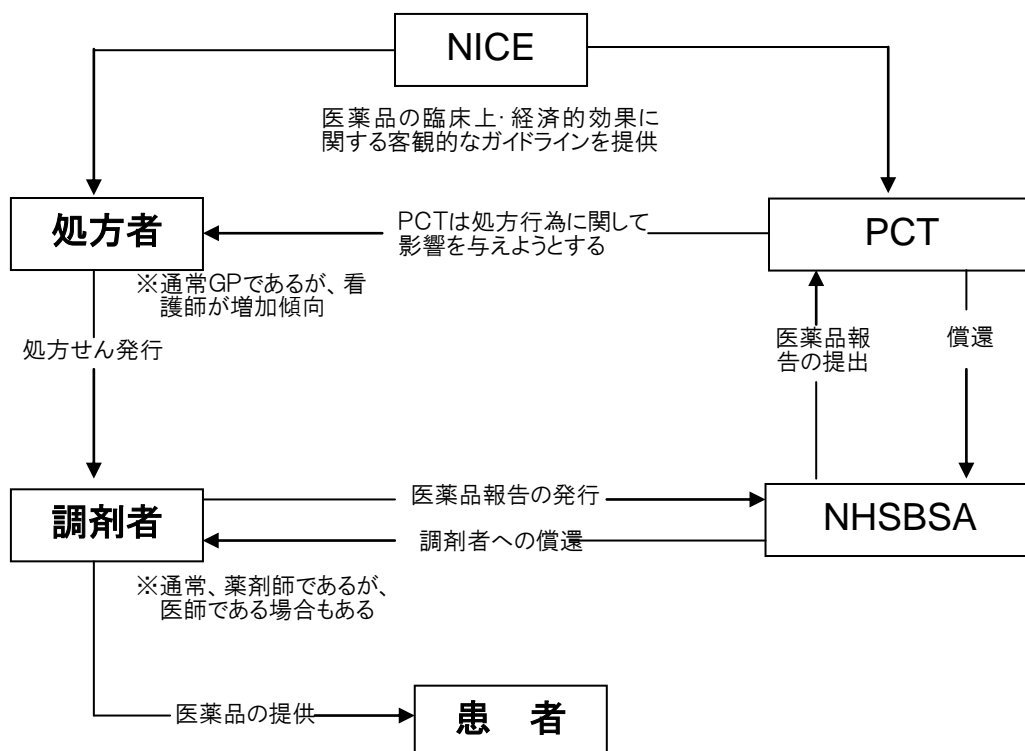 NICE
医薬品の臨床上・経済的効果に
関する客観的なガイドラインを提供
処方者
PCTは処方行為に関して
影響を与えようとする
PCT
※通常GPであるが、看
護師が増加傾向
処方せん発行
医薬品報
告の提出
償還
調剤者
医薬品報告の発行
調剤者への償還
NHSBSA
※通常、薬剤師であるが、
医師である場合もある
医薬品の提供
患　者